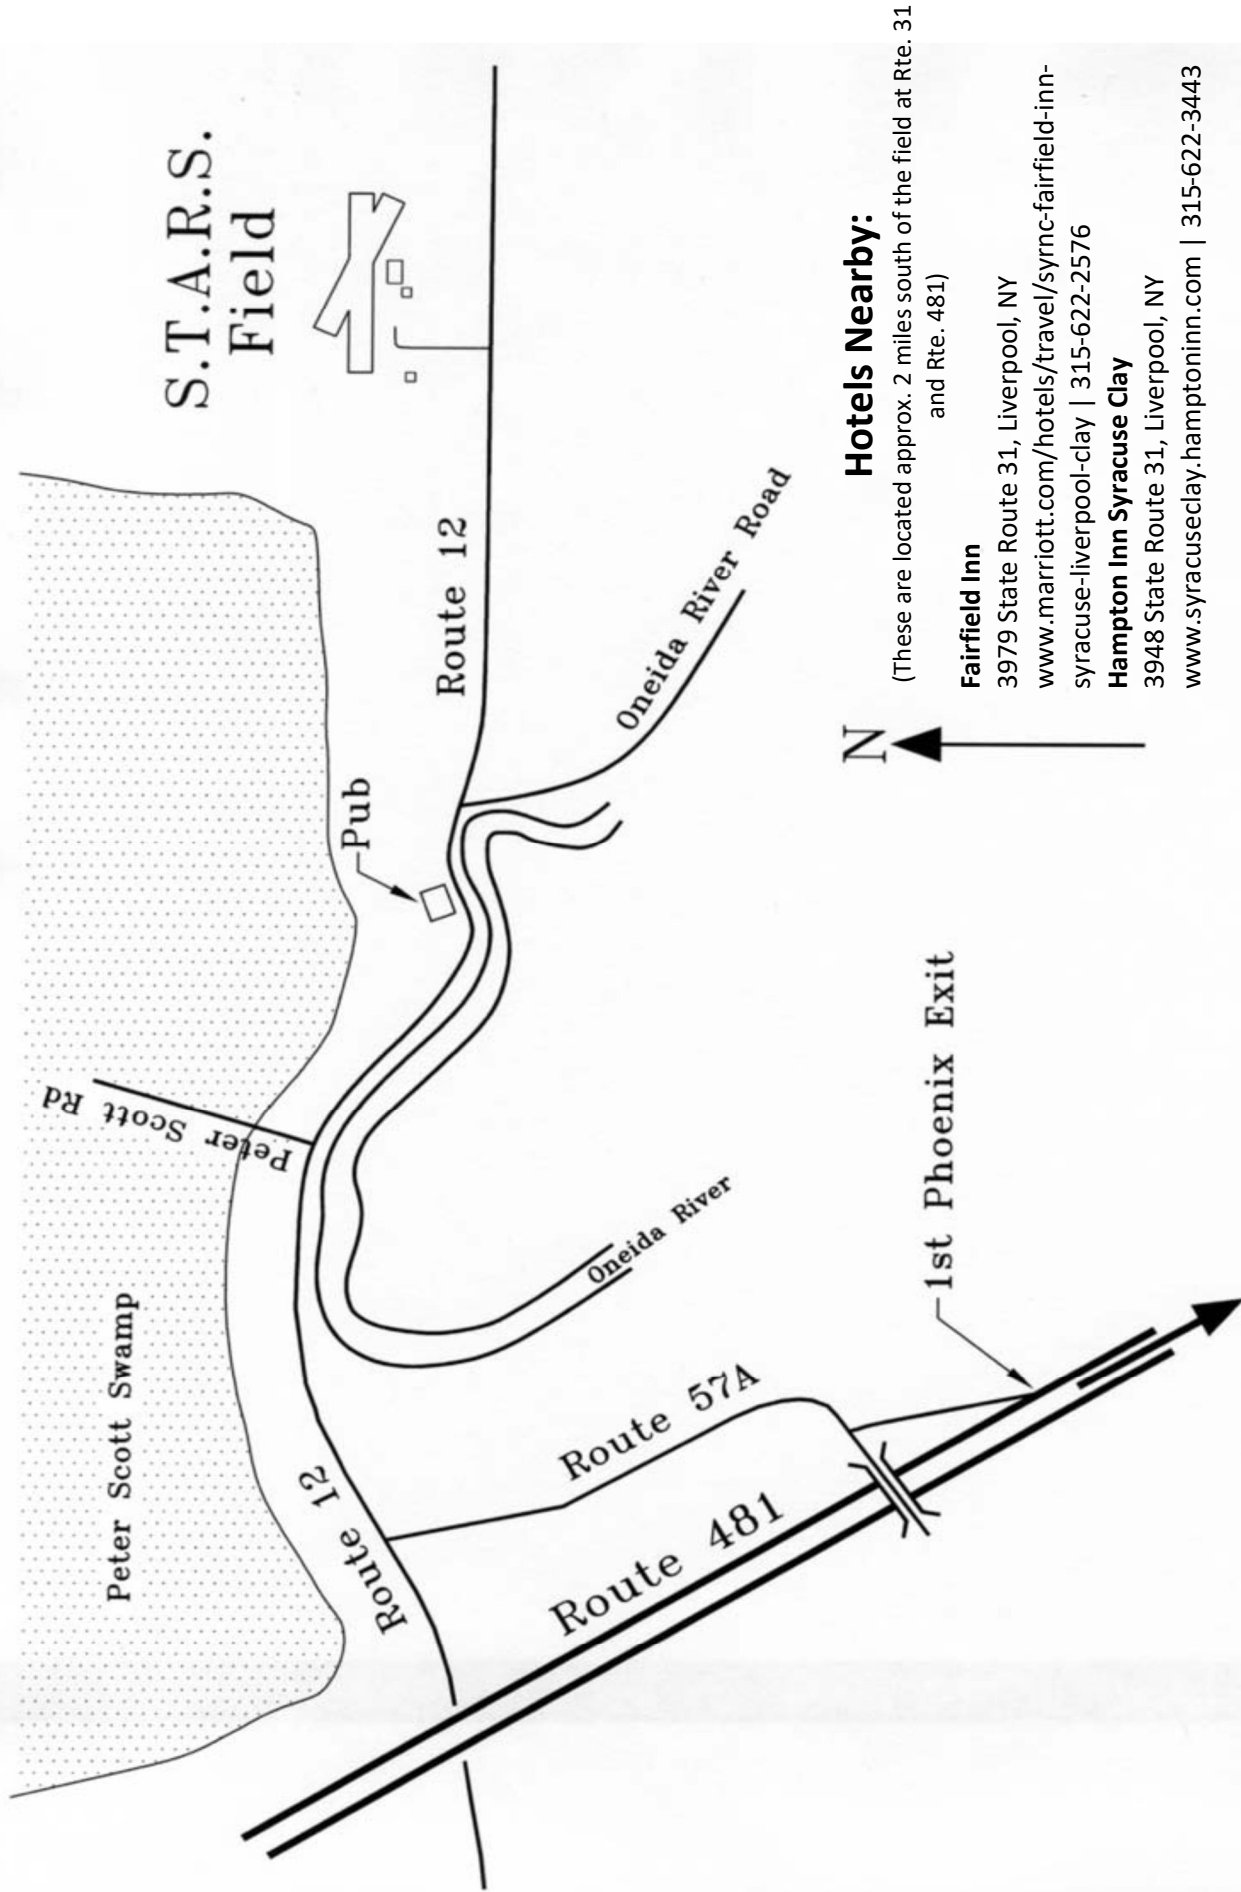 S.T.A.R.S.
Field
Peter Scott Swamp
Peter Scott Rd
Pub
Route 12
Route 12
Oneida River Road
Oneida River
Route 57A
Route 481
1st Phoenix Exit
N
Hotels Nearby:
(These are located approx. 2 miles south of the field at Rte. 31
and Rte. 481)
Fairfield Inn
3979 State Route 31, Liverpool, NY
www.marriott.com/hotels/travel/syrnc-fairfield-inn-
syracuse-liverpool-clay | 315-622-2576
Hampton Inn Syracuse Clay
3948 State Route 31, Liverpool, NY
www.syracuseclay.hamptoninn.com | 315-622-3443